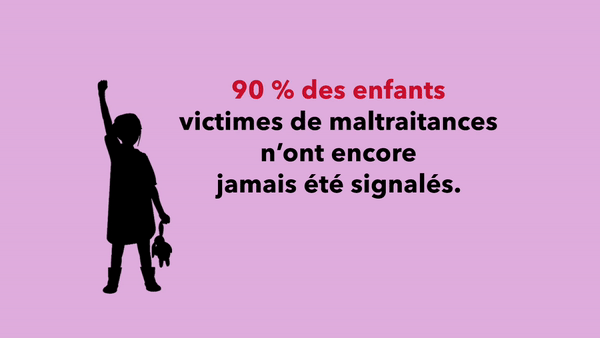 90 % des enfants
victimes de maltraitances
n’ont encore
jamais été signalés.